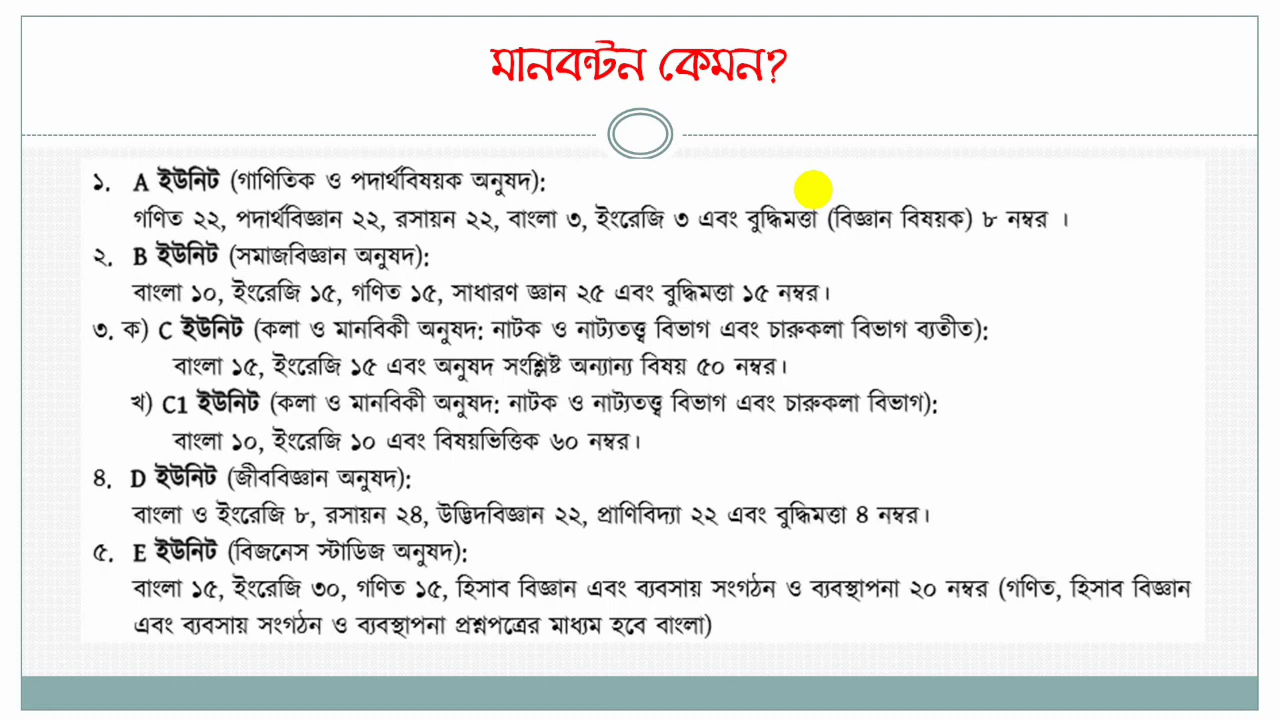 মানবন্টন কেমন?
১. A ইউনিট (গাণিতিক ও পদার্থবিষয়ক অনুষদ):
গণিত ২২, পদার্থবিজ্ঞান ২২, রসায়ন ২২, বাংলা ৩, ইংরেজি ৩ এবং বুদ্ধিমত্তা (বিজ্ঞান বিষয়ক) ৮ নম্বর ।
২. B ইউনিট (সমাজবিজ্ঞান অনুষদ):
বাংলা ১০, ইংরেজি ১৫, গণিত ১৫, সাধারণ জ্ঞান ২৫ এবং বুদ্ধিমত্তা ১৫ নম্বর।
৩. ক) C ইউনিট (কলা ও মানবিকী অনুষদ: নাটক ও নাট্যতত্ত্ব বিভাগ এবং চারুকলা বিভাগ ব্যতীত):
বাংলা ১৫, ইংরেজি ১৫ এবং অনুষদ সংশ্লিষ্ট অন্যান্য বিষয় ৫০ নম্বর।
খ) C1 ইউনিট (কলা ও মানবিকী অনুষদ: নাটক ও নাট্যতত্ত্ব বিভাগ এবং চারুকলা বিভাগ):
বাংলা ১০, ইংরেজি ১০ এবং বিষয়ভিত্তিক ৬০ নম্বর।
৪. D ইউনিট (জীববিজ্ঞান অনুষদ):
বাংলা ও ইংরেজি ৮, রসায়ন ২৪, উদ্ভিদবিজ্ঞান ২২, প্রাণিবিদ্যা ২২ এবং বুদ্ধিমত্তা ৪ নম্বর।
৫. E ইউনিট (বিজনেস স্টাডিজ অনুষদ):
বাংলা ১৫, ইংরেজি ৩০, গণিত ১৫, হিসাব বিজ্ঞান এবং ব্যবসায় সংগঠন ও ব্যবস্থাপনা ২০ নম্বর (গণিত, হিসাব বিজ্ঞান
এবং ব্যবসায় সংগঠন ও ব্যবস্থাপনা প্রশ্নপত্রের মাধ্যম হবে বাংলা)